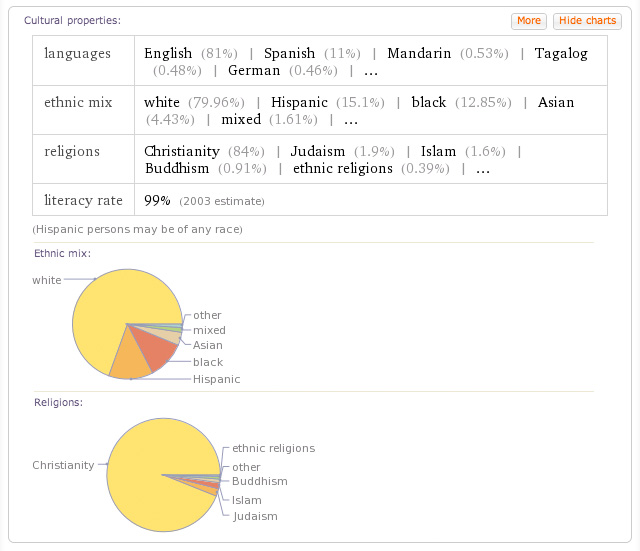 Cultural properties:
More
Hide charts
languages
English (81%) | Spanish (11%) | Mandarin (0.53%) | Tagalog
(0.48%) | German (0.46%) | ...
ethnic mix
white (79.96%) | Hispanic (15.1%) | black (12.85%) | Asian
(4.43%) | mixed (1.61%) | ...
religions
Christianity (84%) | Judaism (1.9%) | Islam (1.6%) |
Buddhism (0.91%) | ethnic religions (0.39%) | ...
literacy rate
99% (2003 estimate)
(Hispanic persons may be of any race)
Ethnic mix:
white
other
mixed
Asian
black
Hispanic
Religions:
Christianity
ethnic religions
other
Buddhism
Islam
Judaism